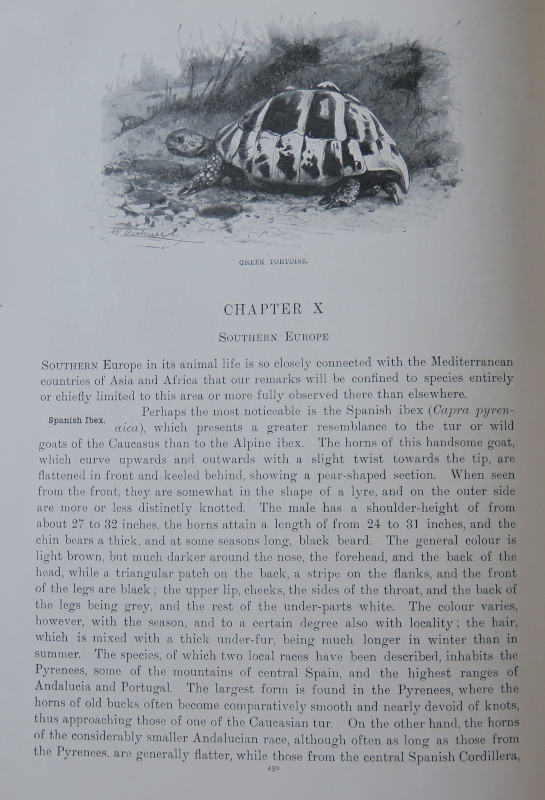 GREEK TORTOISE.
CHAPTER X
SOUTHERN EUROPE
SOUTHERN Europe in its animal life is so closely connected with the Mediterranean
countries of Asia and Africa that our remarks will be confined to species entirely
or chiefly limited to this area or more fully observed there than elsewhere.
Perhaps the most noticeable is the Spanish ibex (Capra pyren-
Spanish Ibex.
aica), which presents a greater resemblance to the tur or wild
goats of the Caucasus than to the Alpine ibex. The horns of this handsome goat,
which curve upwards and outwards with a slight twist towards the tip, are
flattened in front and keeled behind, showing a pear-shaped section. When seen
from the front, they are somewhat in the shape of a lyre, and on the outer side
are more or less distinctly knotted. The male has a shoulder-height of from
about 27 to 32 inches, the horns attain a length of from 24 to 31 inches, and the
chin bears a thick, and at some seasons long, black beard. The general colour is
light brown, but much darker around the nose, the forehead, and the back of the
head, while a triangular patch on the back, a stripe on the flanks, and the front
of the legs are black; the upper lip, cheeks, the sides of the throat, and the back of
the legs being grey, and the rest of the under-parts white. The colour varies,
however, with the season, and to a certain degree also with locality; the hair,
which is mixed with a thick under-fur, being much longer in winter than in
summer. The species, of which two local races have been described, inhabits the
Pyrenees, some of the mountains of central Spain, and the highest ranges of
Andalucia and Portugal. The largest form is found in the Pyrenees, where the
horns of old bucks often become comparatively smooth and nearly devoid of knots,
thus approaching those of one of the Caucasian tur. On the other hand, the horns
of the considerably smaller Andalucian race, although often as long as those from
the Pyrenees, are generally flatter, while those from the central Spanish Cordillera,
450